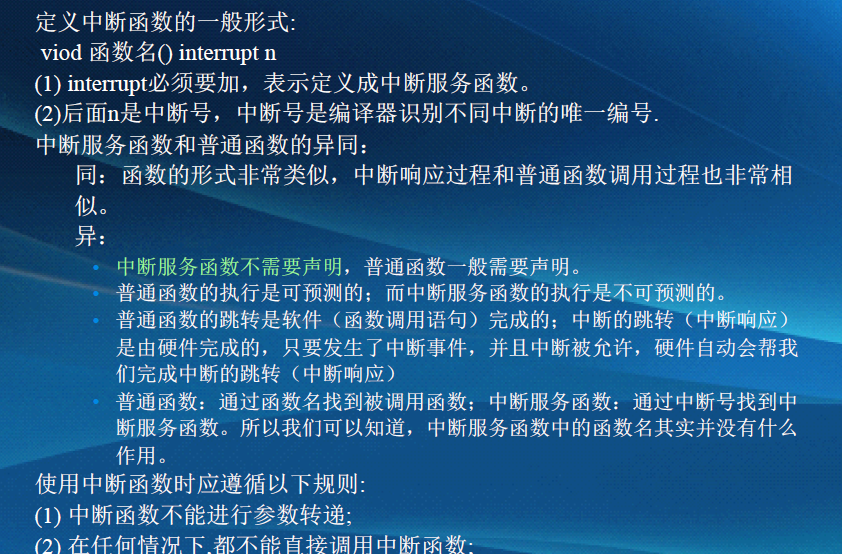 定义中断函数的一般形式:
viod 函数名() interrupt n
(1) interrupt必须要加，表示定义成中断服务函数。
(2)后面n是中断号，中断号是编译器识别不同中断的唯一编号.
中断服务函数和普通函数的异同：
同：函数的形式非常类似，中断响应过程和普通函数调用过程也非常相
似。
异：
• 中断服务函数不需要声明，普通函数一般需要声明。
• 普通函数的执行是可预测的；而中断服务函数的执行是不可预测的。
• 普通函数的跳转是软件（函数调用语句）完成的；中断的跳转（中断响应）
是由硬件完成的，只要发生了中断事件，并且中断被允许，硬件自动会帮我
们完成中断的跳转（中断响应）
• 普通函数：通过函数名找到被调用函数；中断服务函数：通过中断号找到中
断服务函数。所以我们可以知道，中断服务函数中的函数名其实并没有什么
作用。
使用中断函数时应遵循以下规则:
(1) 中断函数不能进行参数转递;
(2) 在任何情况下,都不能直接调用中断函数;